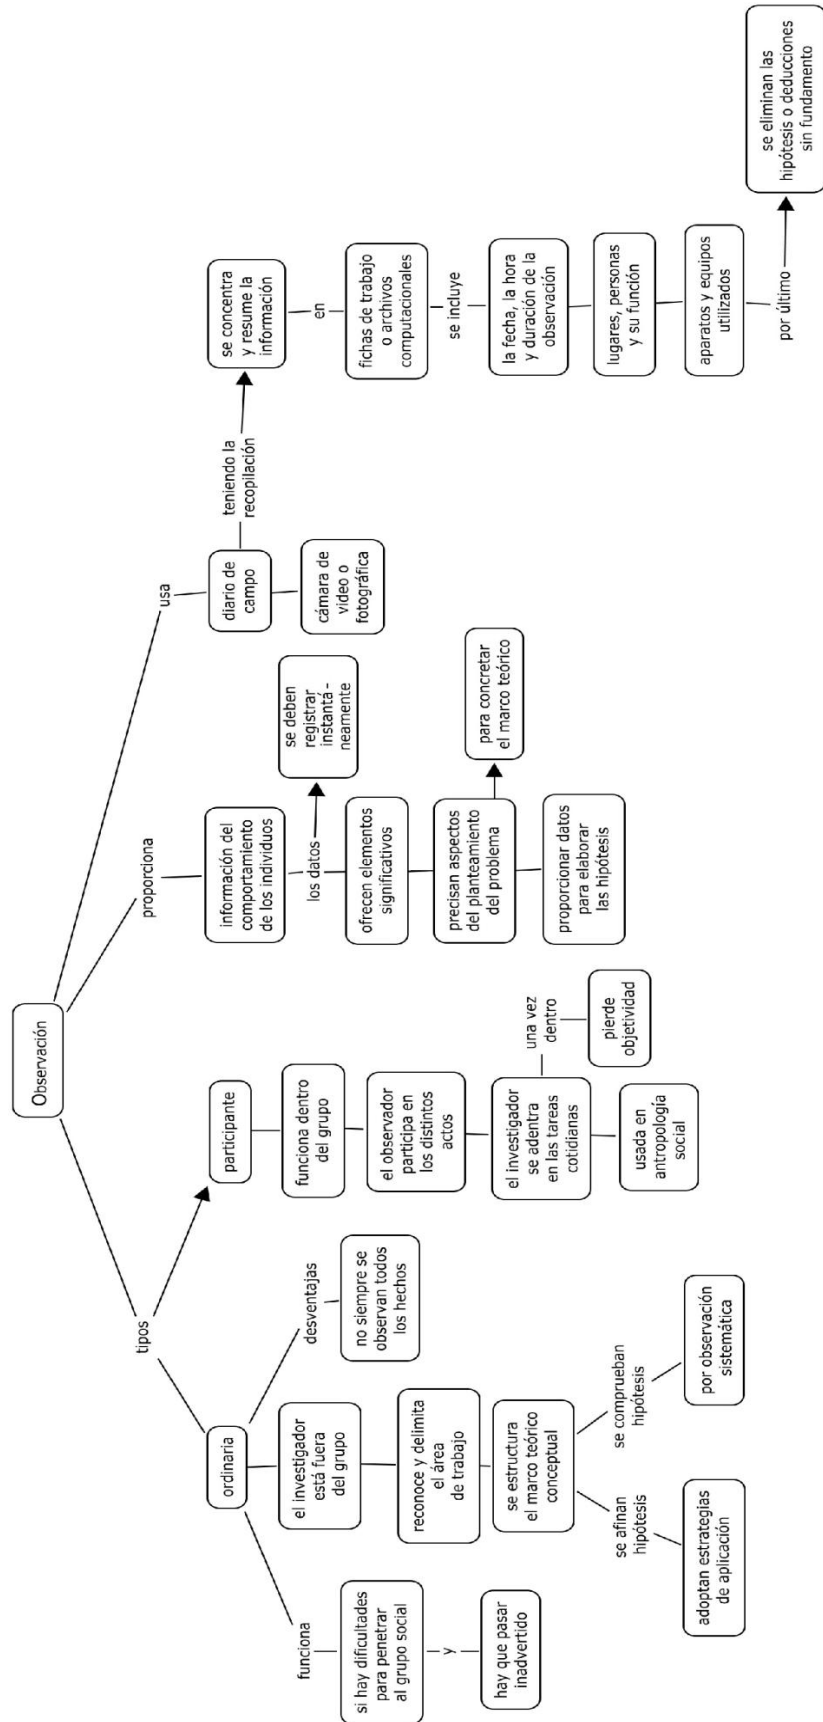 Observación
tipos
ordinaria
funciona
si hay dificultades
para penetrar
al grupo social
y
hay que pasar
inadvertido
el investigador
está fuera
del grupo
reconoce y delimita
el área
de trabajo
se estructura
el marco teórico
conceptual
se afinan
hipótesis
adoptan estrategias
de aplicación
se comprueban
hipótesis
por observación
sistemática
desventajas
no siempre se
observan todos
los hechos
participante
funciona dentro
del grupo
el observador
participa en
los distintos
actos
el investigador
se adentra
en las tareas
cotidianas
una vez
dentro
pierde
objetividad
usada en
antropología
social
proporciona
información del
comportamiento
de los individuos
los datos
se deben
registrar
instantá-
neamente
ofrecen elementos
significativos
precisan aspectos
del planteamiento
del problema
para concretar
el marco teórico
proporcionar datos
para elaborar
las hipótesis
usa
diario de
campo
cámara de
video o
fotográfica
teniendo la
recopilación
se concentra
y resume la
información
en
fichas de trabajo
o archivos
computacionales
se incluye
la fecha, la hora
y duración de la
observación
lugares, personas
y su función
aparatos y equipos
utilizados
por último
se eliminan las
hipótesis o deducciones
sin fundamento